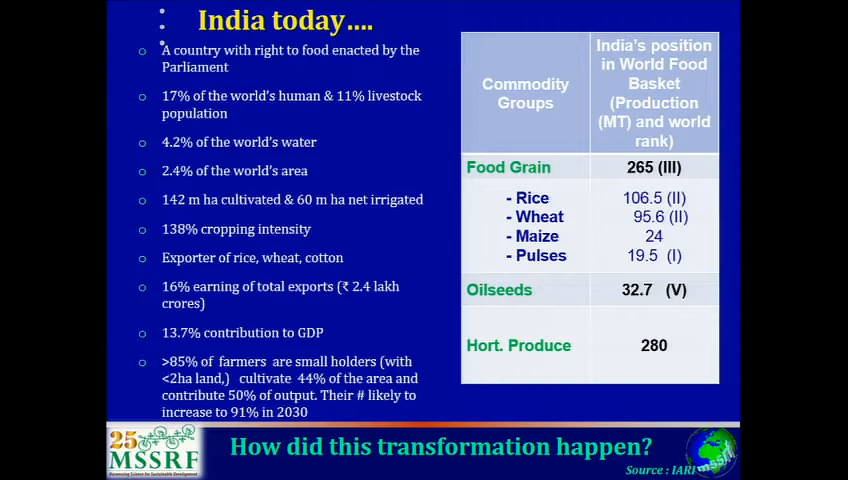 India today....
A country with right to food enacted by the
Parliament
17% of the world's human & 11% livestock
population
4.2% of the world's water
2.4% of the world's area
142 m ha cultivated & 60 m ha net irrigated
138% cropping intensity
Exporter of rice, wheat, cotton
16% earning of total exports (₹ 2.4 lakh
crores)
13.7% contribution to GDP
>85% of farmers are small holders (with
<2ha land,) cultivate 44% of the area and
contribute 50% of output. Their # likely to
increase to 91% in 2030
Commodity
Groups
India's position
in World Food
Basket
(Production
(MT) and world
rank)
Food Grain 265 (III)
- Rice 106.5 (II)
- Wheat 95.6 (II)
- Maize 24
- Pulses 19.5 (I)
Oilseeds 32.7 (V)
Hort. Produce 280
25
MSSRF
How did this transformation happen?
Source : IARI
mssrf